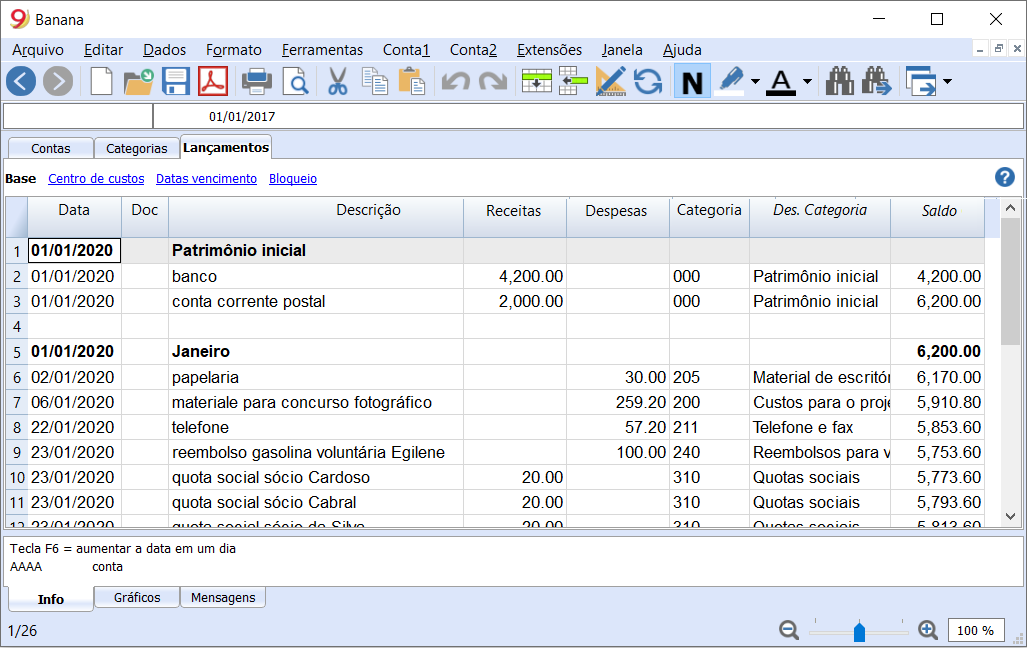 Banana
Arquivo Editar Dados Formato Ferramentas Conta1 Conta2 Extensões Janela Ajuda
N A
01/01/2017
Contas Categorias Lançamentos
Base Centro de custos Datas vencimento Bloqueio ?
Data Doc Descrição Receitas Despesas Categoria Des. Categoria Saldo
1 01/01/2020 Patrimônio inicial
2 01/01/2020 banco 4,200.00 000 Patrimônio inicial 4,200.00
3 01/01/2020 conta corrente postal 2,000.00 000 Patrimônio inicial 6,200.00
4
5 01/01/2020 Janeiro 6,200.00
6 02/01/2020 papelaria 30.00 205 Material de escritór 6,170.00
7 06/01/2020 materiale para concurso fotográfico 259.20 200 Custos para o proje 5,910.80
8 22/01/2020 telefone 57.20 211 Telefone e fax 5,853.60
9 23/01/2020 reembolso gasolina voluntária Egilene 100.00 240 Reembolsos para v 5,753.60
10 23/01/2020 quota social sócio Cardoso 20.00 310 Quotas sociais 5,773.60
11 23/01/2020 quota social sócio Cabral 20.00 310 Quotas sociais 5,793.60
12 23/01/2020 quota social sócio da Silva 20.00 310 Quotas sociais 5,813.60
Tecla F6 = aumentar a data em um dia
AAAA conta
Info Gráficos Mensagens
1/26 100 %